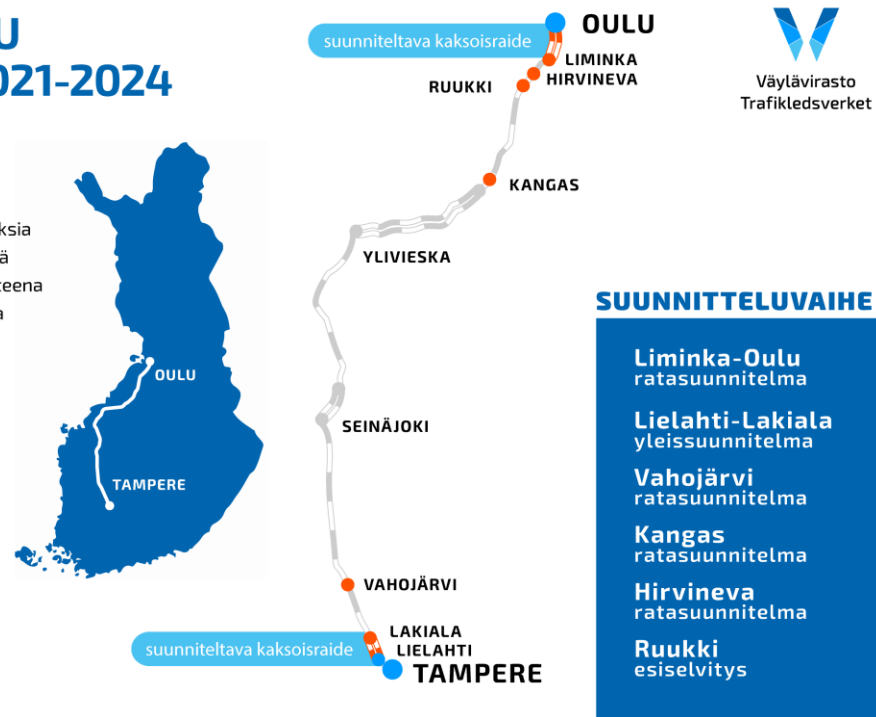 U
021-2024
ksia
ä
teena
a
OULU
TAMPERE
suunniteltava kaksoisraide
OULU
LIMINKA
HIRVINEVA
RUUKKI
KANGAS
YLIVIESKA
SEINÄJOKI
VAHOJÄRVI
LAKIALA
LIELAHTI
suunniteltava kaksoisraide
TAMPERE
Väylävirasto
Trafikledsverket
SUUNNITTELUVAIHE
Liminka-Oulu
ratasuunnitelma
Lielahti-Lakiala
yleissuunnitelma
Vahojärvi
ratasuunnitelma
Kangas
ratasuunnitelma
Hirvineva
ratasuunnitelma
Ruukki
esiselvitys